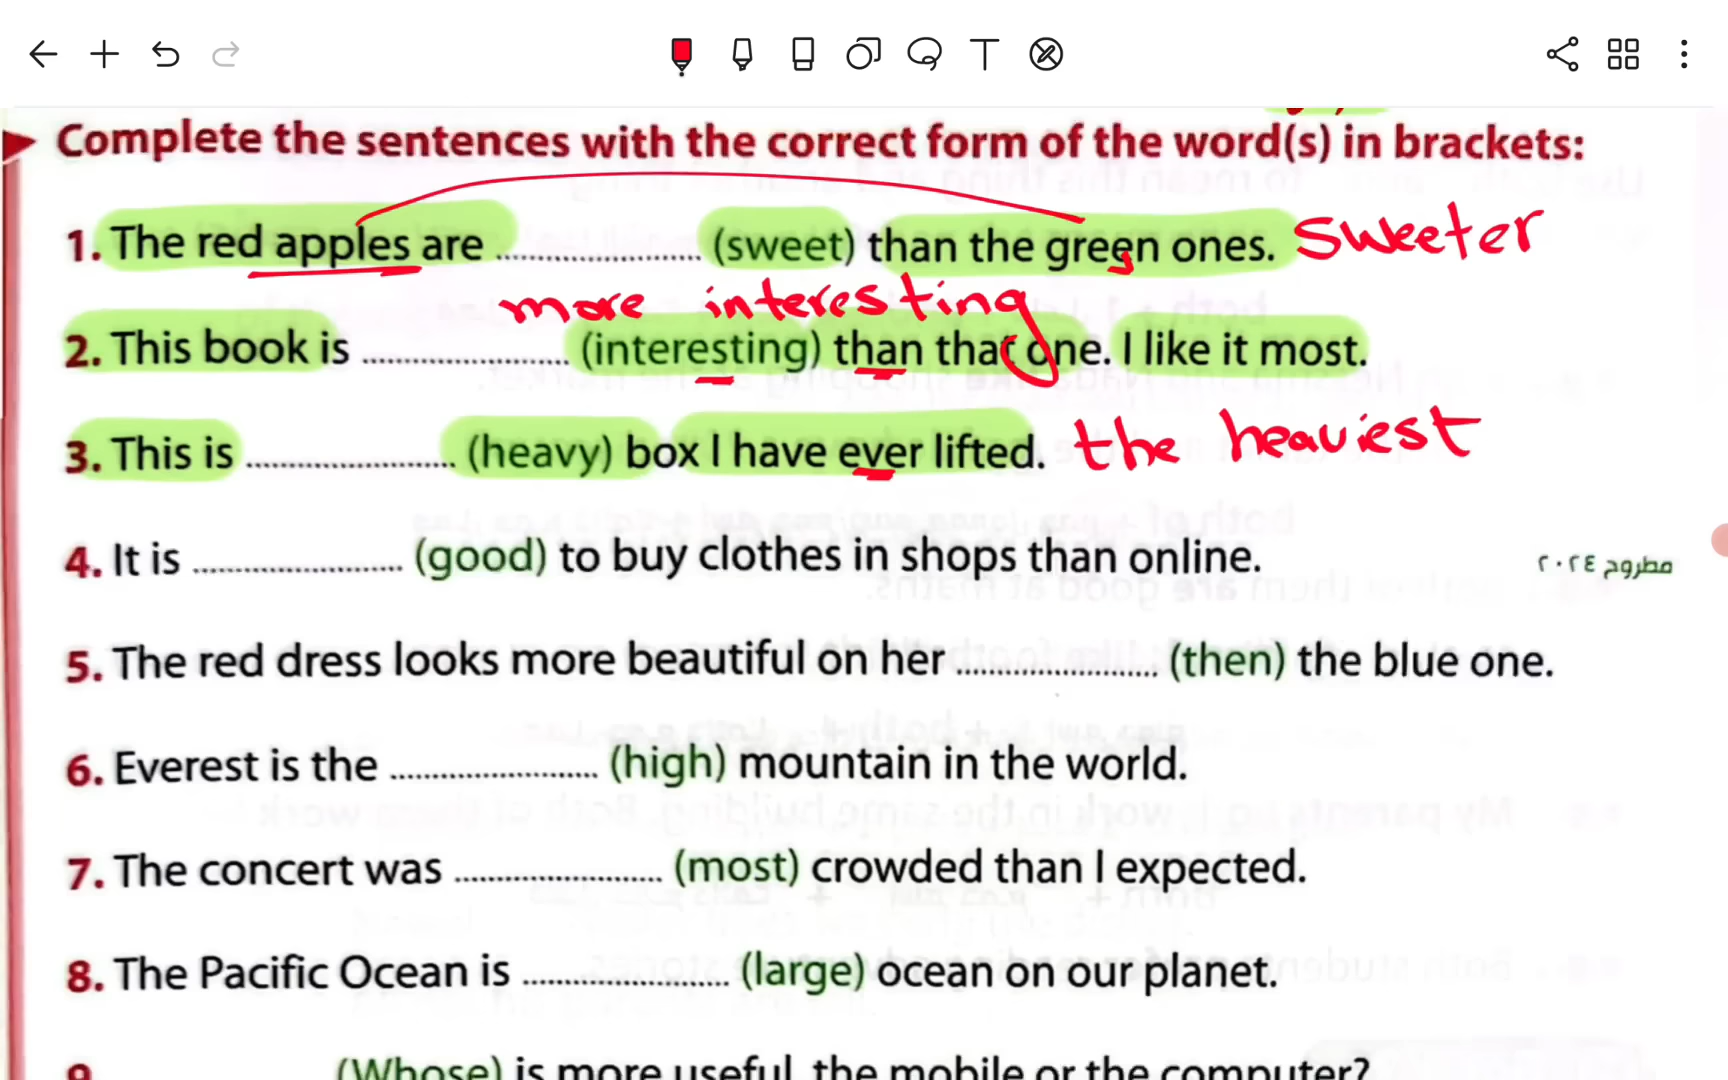 Complete the sentences with the correct form of the word(s) in brackets:
1. The red apples are .................... (sweet) than the green ones. sweeter
more interesting
2. This book is .................... (interesting) than that one. I like it most.
3. This is .................... (heavy) box I have ever lifted. the heaviest
4. It is .................... (good) to buy clothes in shops than online. مطروح ٢٠٢٤
5. The red dress looks more beautiful on her .................... (then) the blue one.
6. Everest is the .................... (high) mountain in the world.
7. The concert was .................... (most) crowded than I expected.
8. The Pacific Ocean is .................... (large) ocean on our planet.
9. (Whose) is more useful, the mobile or the computer?